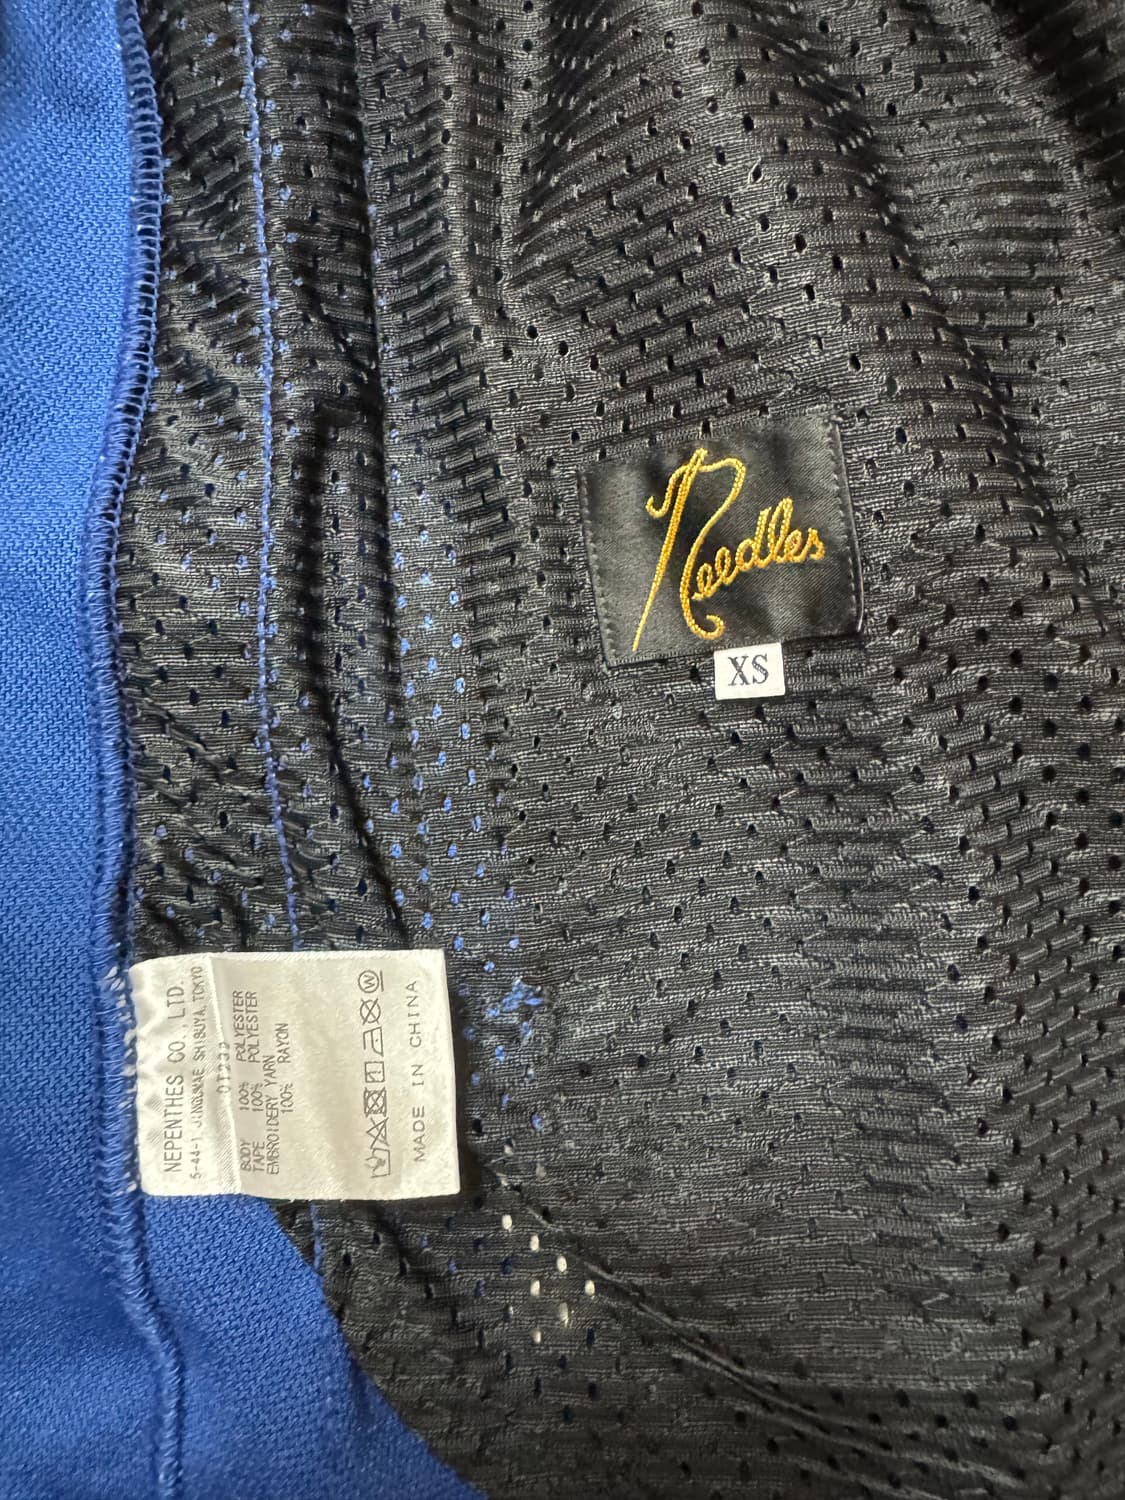 Needles
XS
NEPENTHES CO.,LTD.
5-44-1 JINGUMAE SHIBUYA,TOKYO
BODY 100% POLYESTER
TAPE 100% POLYESTER
EMBROIDERY YARN
100% RAYON
MADE IN CHINA